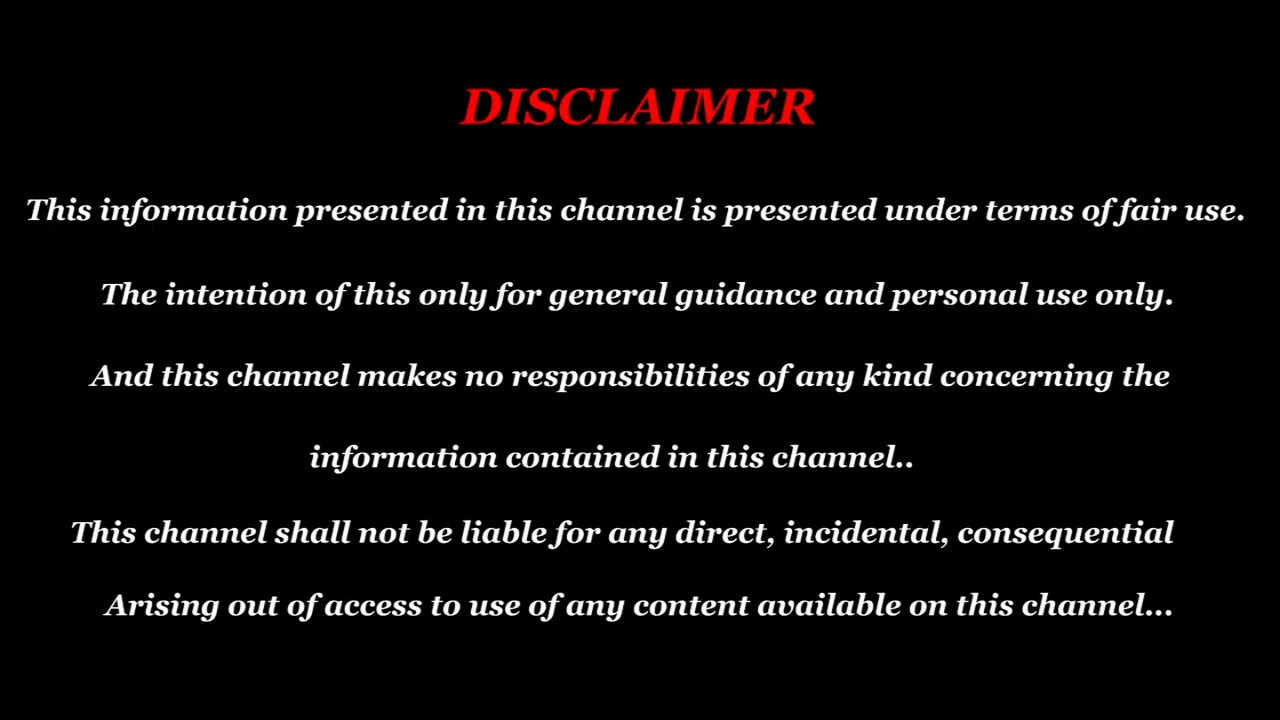 DISCLAIMER
This information presented in this channel is presented under terms of fair use.
The intention of this only for general guidance and personal use only.
And this channel makes no responsibilities of any kind concerning the
information contained in this channel..
This channel shall not be liable for any direct, incidental, consequential
Arising out of access to use of any content available on this channel...